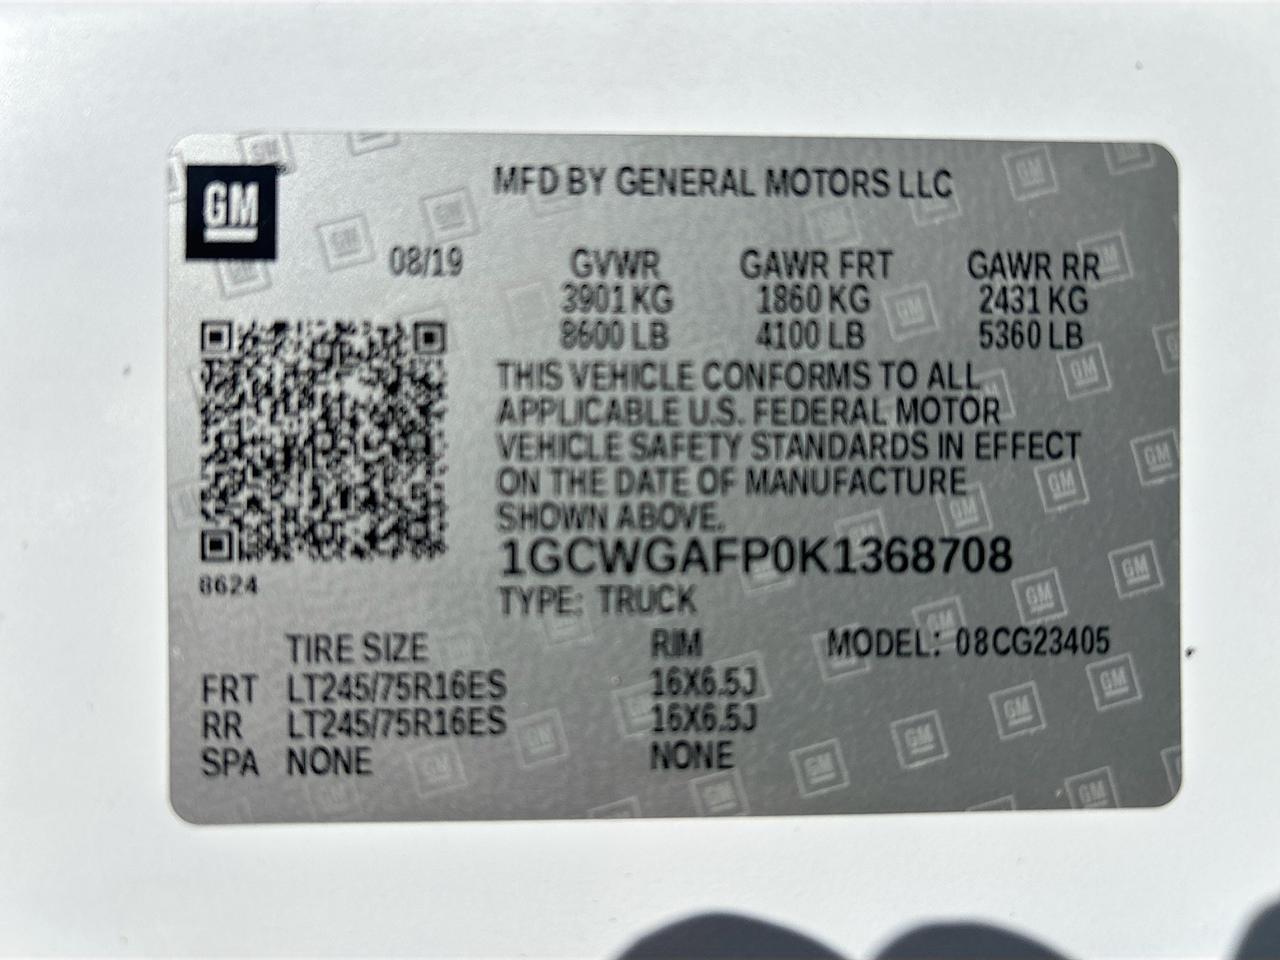 GM
MFD BY GENERAL MOTORS LLC
08/19 GVWR GAWR FRT GAWR RR
3901 KG 1860 KG 2431 KG
8600 LB 4100 LB 5360 LB
THIS VEHICLE CONFORMS TO ALL
APPLICABLE U.S. FEDERAL MOTOR
VEHICLE SAFETY STANDARDS IN EFFECT
ON THE DATE OF MANUFACTURE
SHOWN ABOVE.
1GCWGAFP0K1368708
8624
TYPE: TRUCK
TIRE SIZE RIM MODEL: 08CG23405
FRT LT245/75R16ES 16X6.5J
RR LT245/75R16ES 16X6.5J
SPA NONE NONE